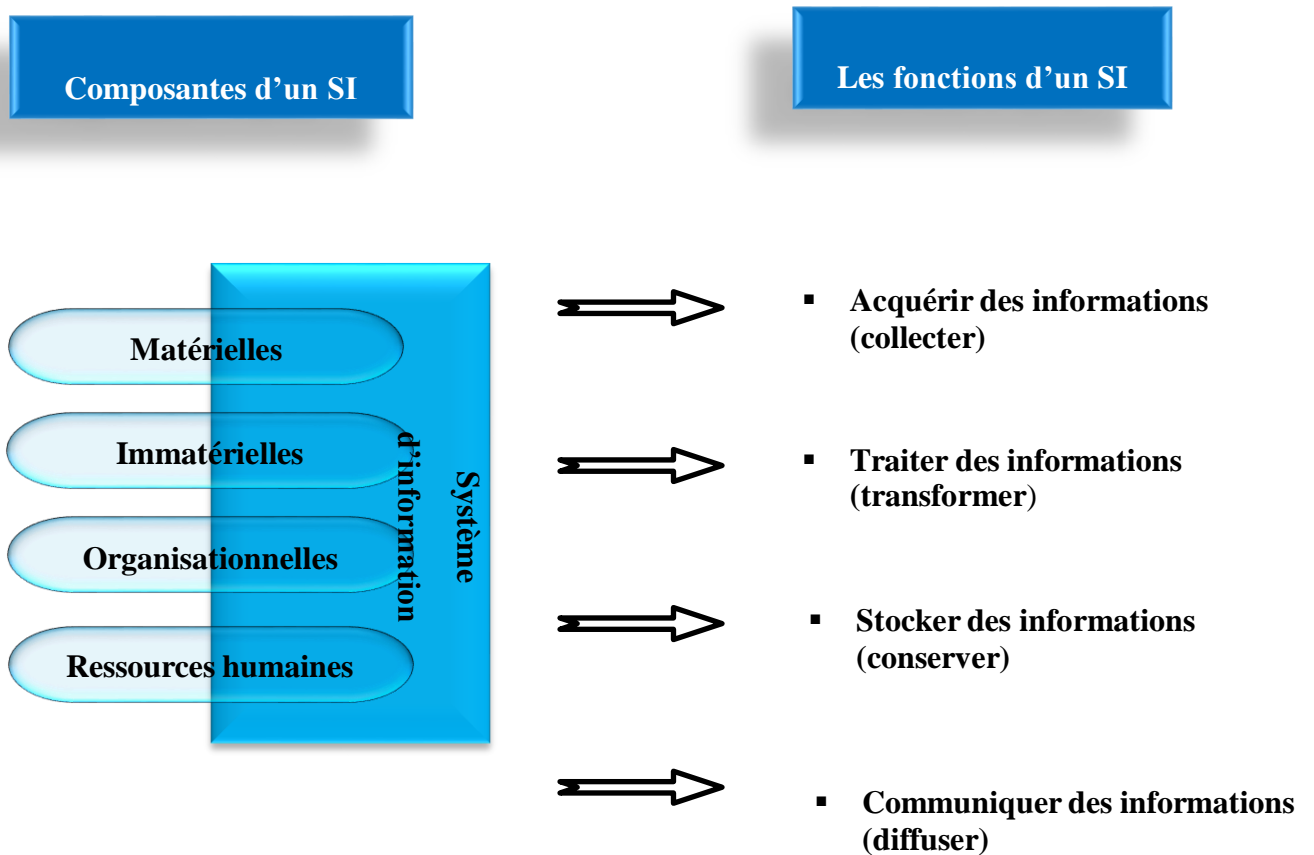 Composantes d’un SI
Les fonctions d’un SI
Matérielles
Immatérielles
Organisationnelles
Ressources humaines
Système
d’information
▪ Acquérir des informations
(collecter)
▪ Traiter des informations
(transformer)
▪ Stocker des informations
(conserver)
▪ Communiquer des informations
(diffuser)